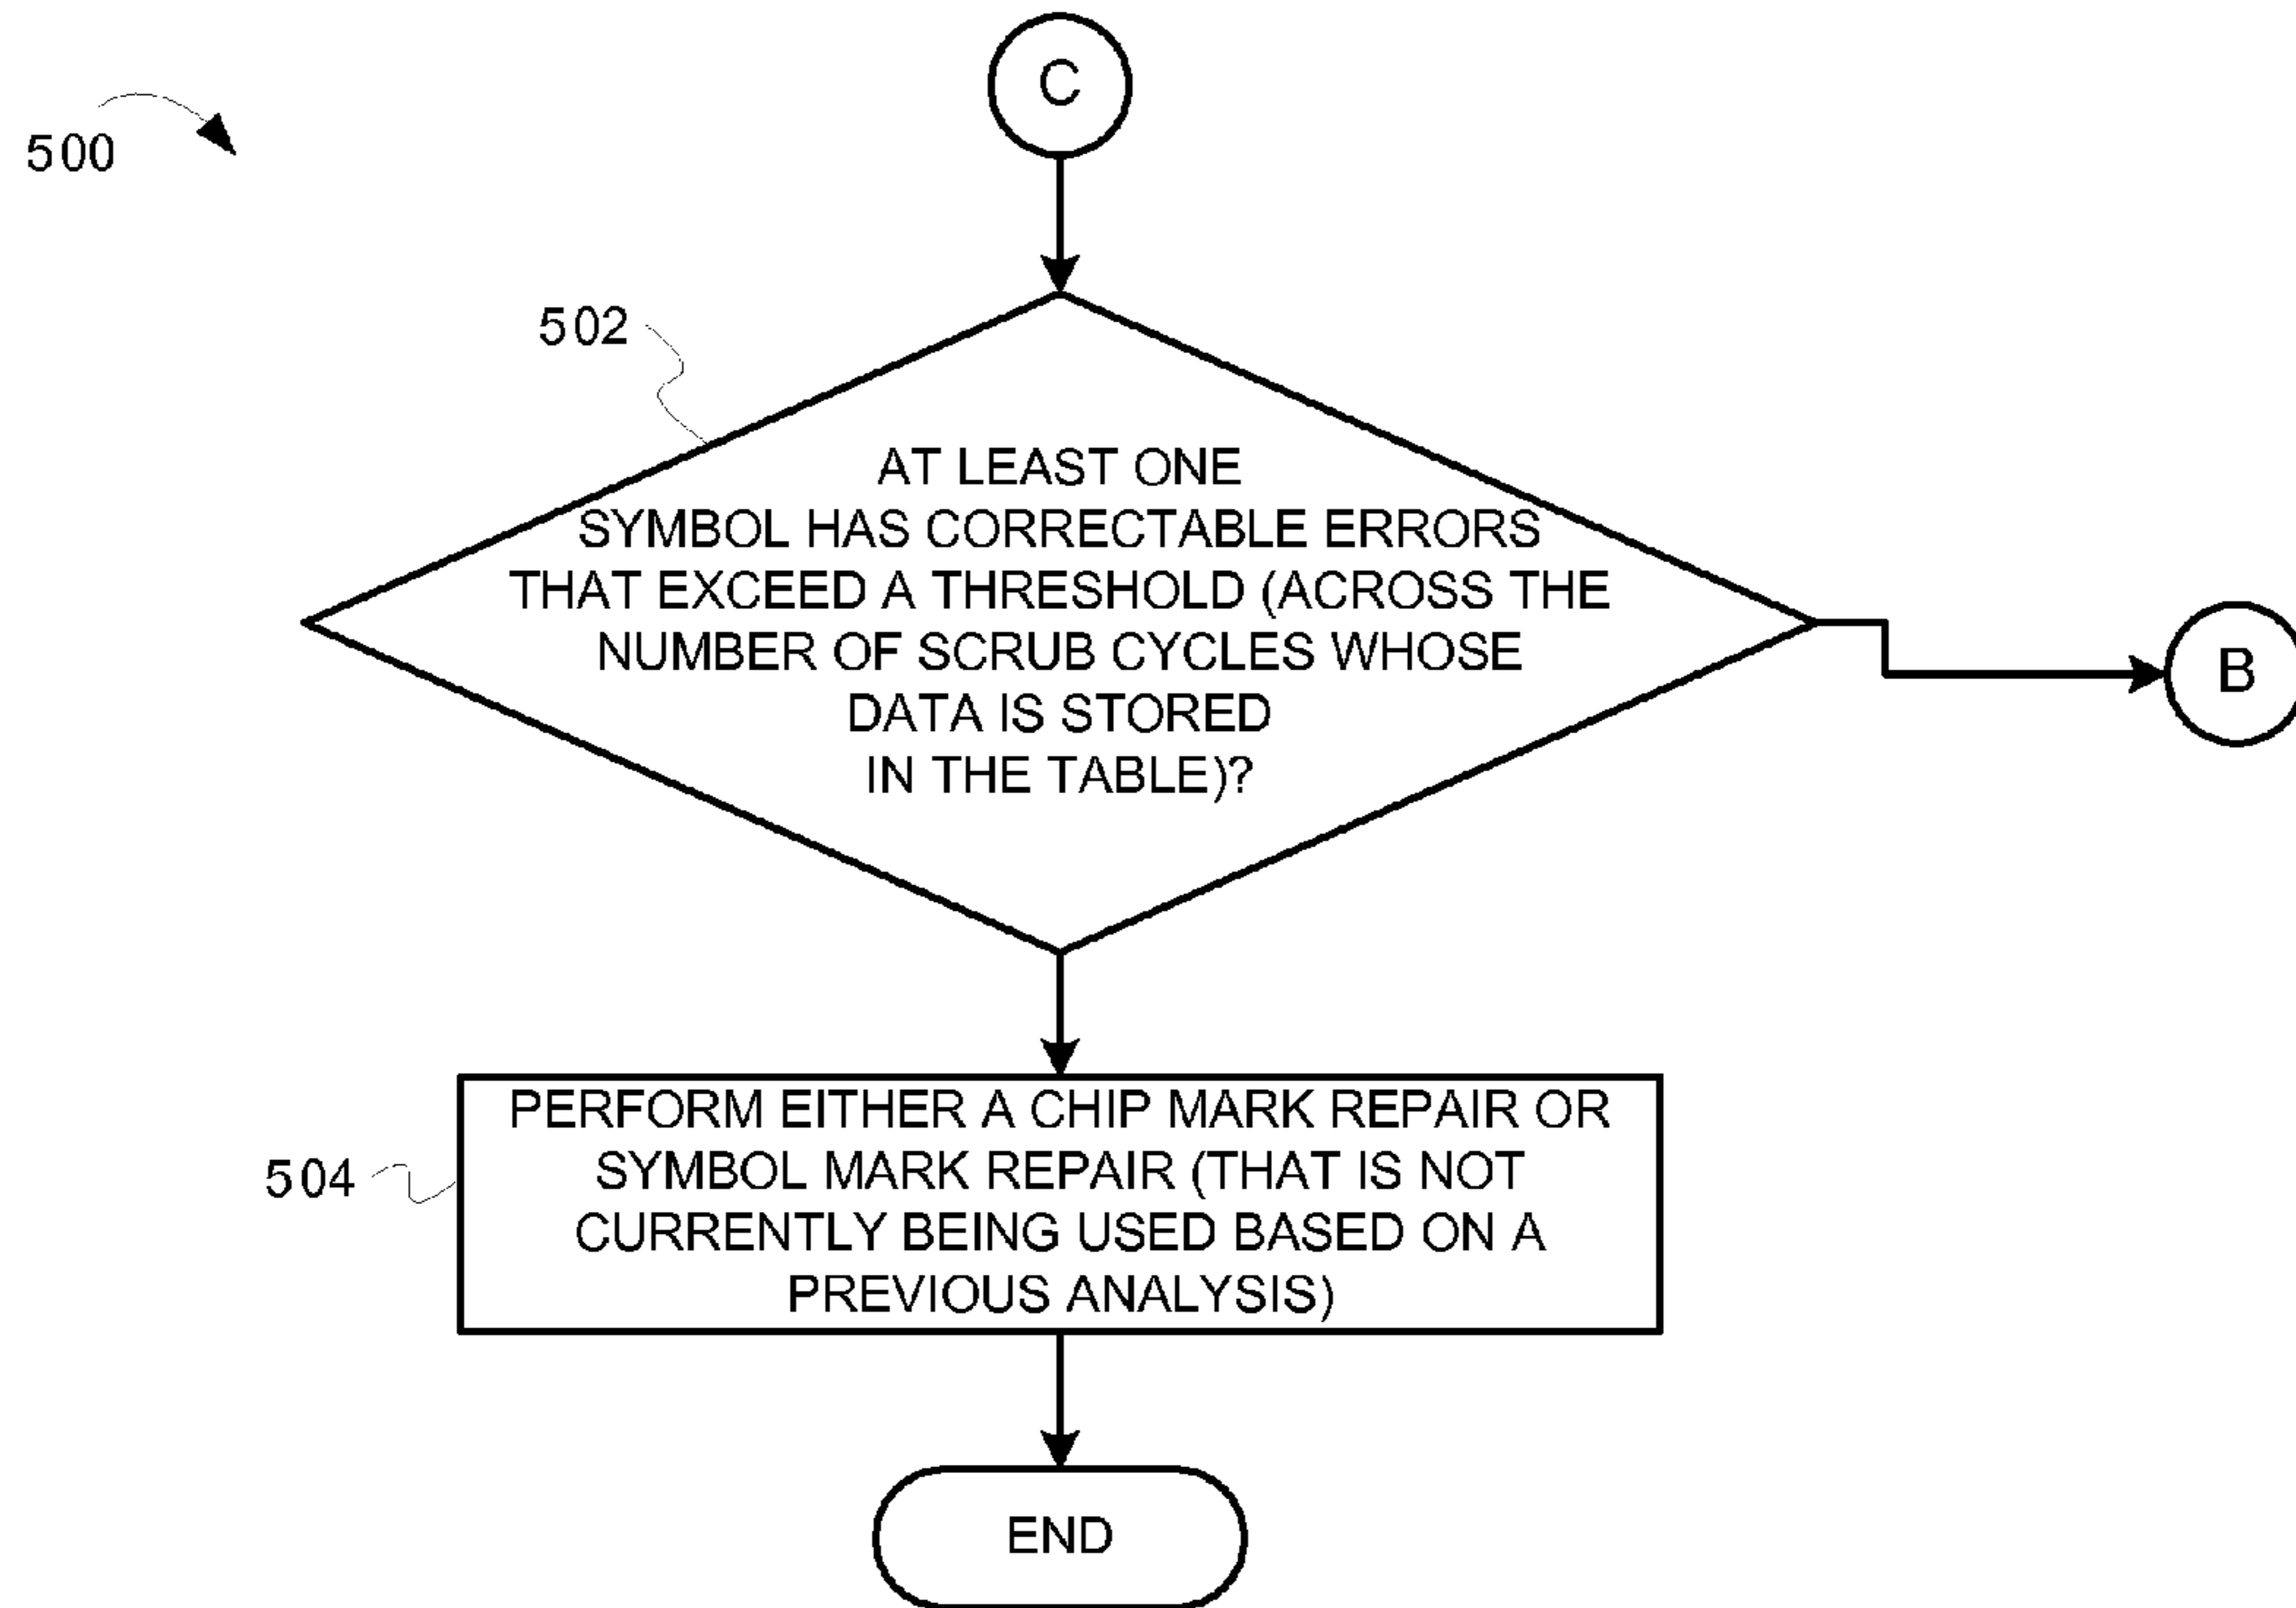 C
500
502
AT LEAST ONE
SYMBOL HAS CORRECTABLE ERRORS
THAT EXCEED A THRESHOLD (ACROSS THE
NUMBER OF SCRUB CYCLES WHOSE
DATA IS STORED
IN THE TABLE)?
B
504
PERFORM EITHER A CHIP MARK REPAIR OR
SYMBOL MARK REPAIR (THAT IS NOT
CURRENTLY BEING USED BASED ON A
PREVIOUS ANALYSIS)
END